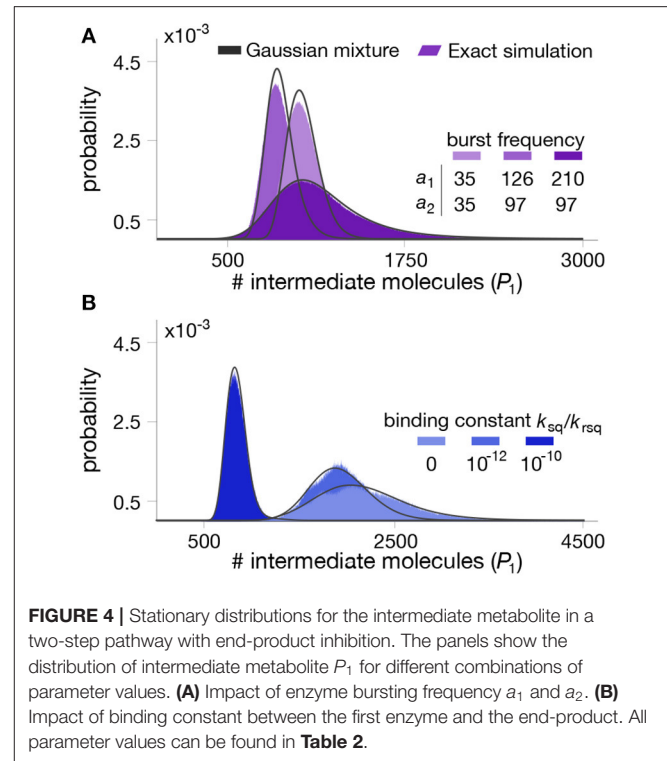 A
x10-3
Gaussian mixture
Exact simulation
4.5
2.5
0.5
probability
burst frequency
a1 35 126 210
a2 35 97 97
500 1750 3000
# intermediate molecules (P1)
B
x10-3
4.5
2.5
0.5
probability
binding constant ksq/krsq
0 10-12 10-10
500 2500 4500
# intermediate molecules (P1)
FIGURE 4 | Stationary distributions for the intermediate metabolite in a
two-step pathway with end-product inhibition. The panels show the
distribution of intermediate metabolite P1 for different combinations of
parameter values. (A) Impact of enzyme bursting frequency a1 and a2. (B)
Impact of binding constant between the first enzyme and the end-product. All
parameter values can be found in Table 2.